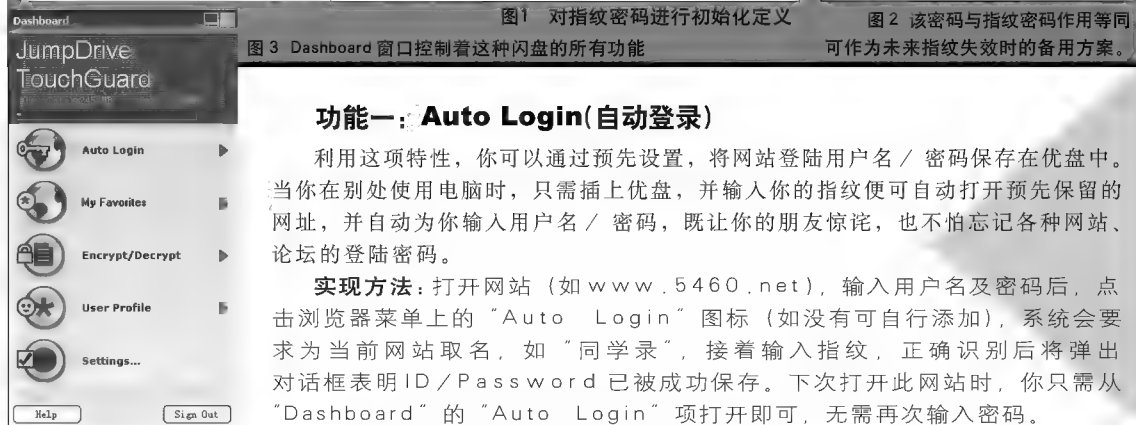 Dashboard
JumpDrive
TouchGuard
Auto Login
My Favorites
Encrypt/Decrypt
User Profile
Settings...
Help
Sign Out
图1 对指纹密码进行初始化定义
图2 该密码与指纹密码作用等同
图3 Dashboard 窗口控制着这种闪盘的所有功能
可作为未来指纹失效时的备用方案。
功能一：Auto Login(自动登录)
利用这项特性，你可以通过预先设置，将网站登陆用户名／密码保存在优盘中。
当你在别处使用电脑时，只需插上优盘，并输入你的指纹便可自动打开预先保留的
网址，并自动为你输入用户名／密码，既让你的朋友惊诧，也不怕忘记各种网站、
论坛的登陆密码。
实现方法：打开网站（如www.5460.net），输入用户名及密码后，点
击浏览器菜单上的“Auto Login”图标（如没有可自行添加），系统会要
求为当前网站取名，如“同学录”，接着输入指纹，正确识别后将弹出
对话框表明ID/Password已被成功保存。下次打开此网站时，你只需从
“Dashboard”的“Auto Login”项打开即可，无需再次输入密码。